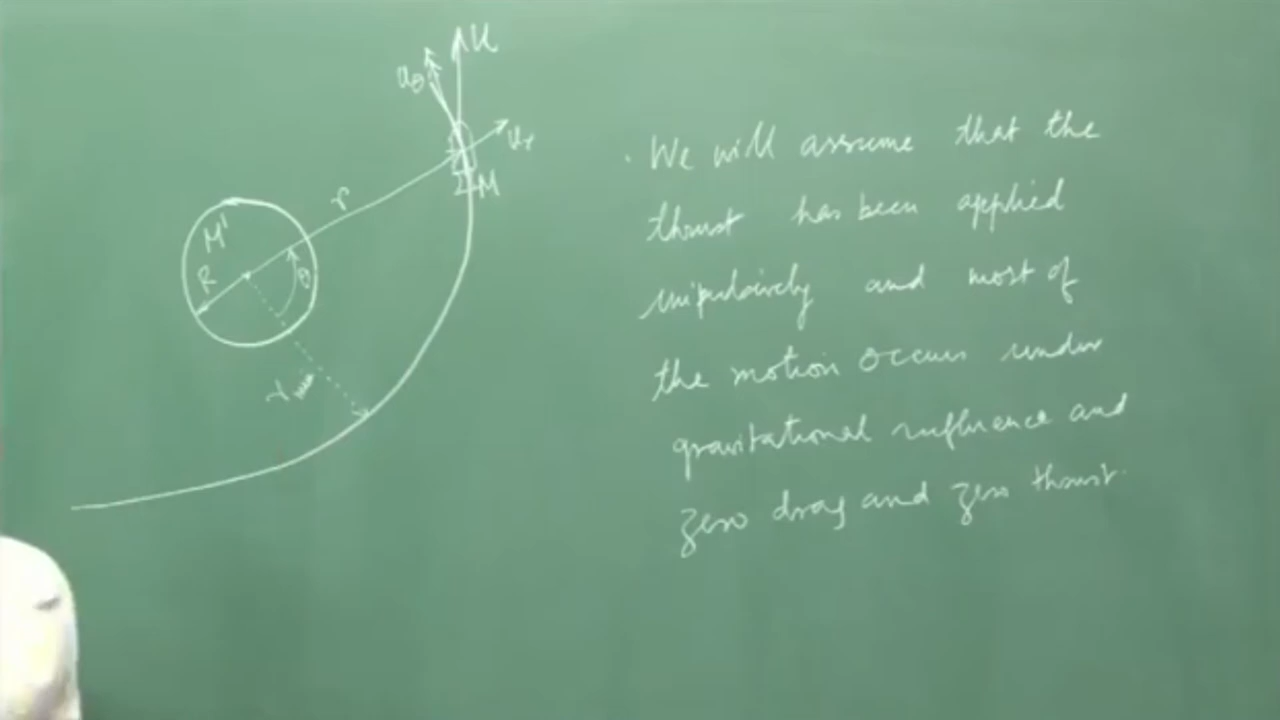 u
uθ
ur
M
r
M'
R
θ
rmin
· We will assume that the
thrust has been applied
impulsively and most of
the motion occurs under
gravitational influence and
zero drag and zero thrust.